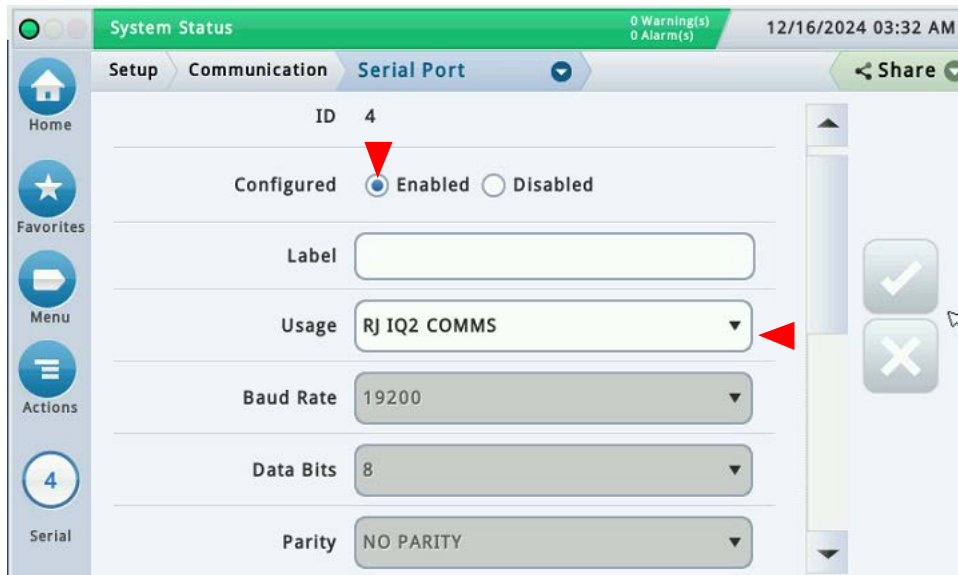 System Status
0 Warning(s)
0 Alarm(s)
12/16/2024 03:32 AM
Setup Communication Serial Port
Share
Home
ID 4
Configured Enabled Disabled
Favorites
Label
Menu
Usage RJ IQ2 COMMS
Actions
Baud Rate 19200
4
Data Bits 8
Serial
Parity NO PARITY